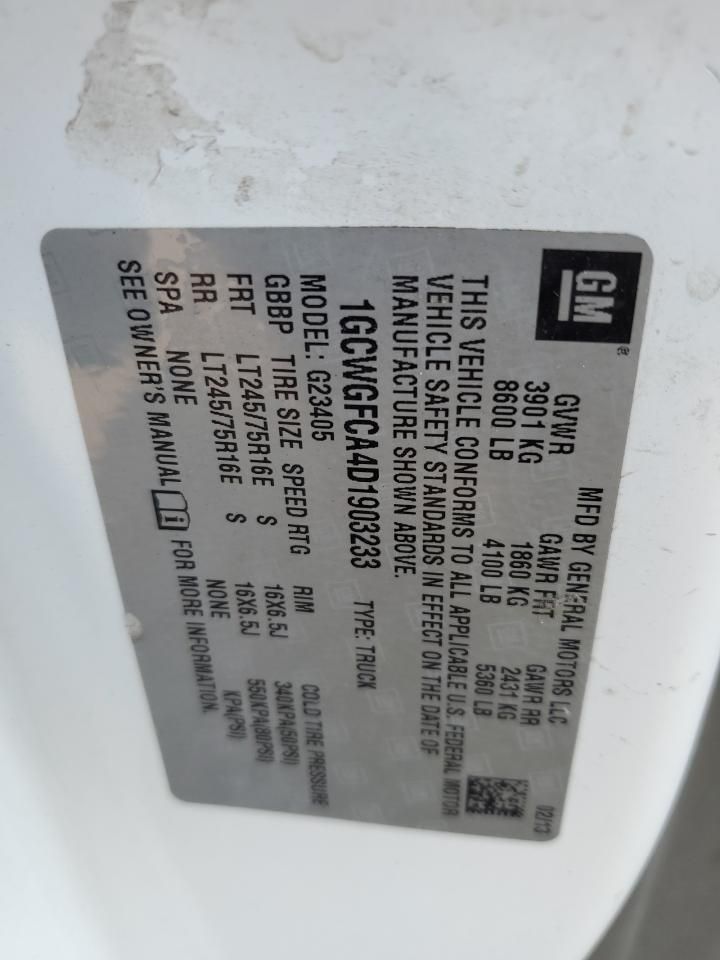 GM®
MFD BY GENERAL MOTORS LLC 02/13
GVWR GAWR FRT GAWR RR
3901 KG 1860 KG 2431 KG
8600 LB 4100 LB 5360 LB
THIS VEHICLE CONFORMS TO ALL APPLICABLE U.S. FEDERAL MOTOR
VEHICLE SAFETY STANDARDS IN EFFECT ON THE DATE OF
MANUFACTURE SHOWN ABOVE.
1GCWGFCA4D1903233 TYPE: TRUCK
MODEL: G23405
GBBP TIRE SIZE SPEED RTG RIM COLD TIRE PRESSURE
FRT LT245/75R16E S 16X6.5J 340KPA(50PSI)
RR LT245/75R16E S 16X6.5J 550KPA(80PSI)
SPA NONE NONE KPA(PSI)
SEE OWNER'S MANUAL FOR MORE INFORMATION.